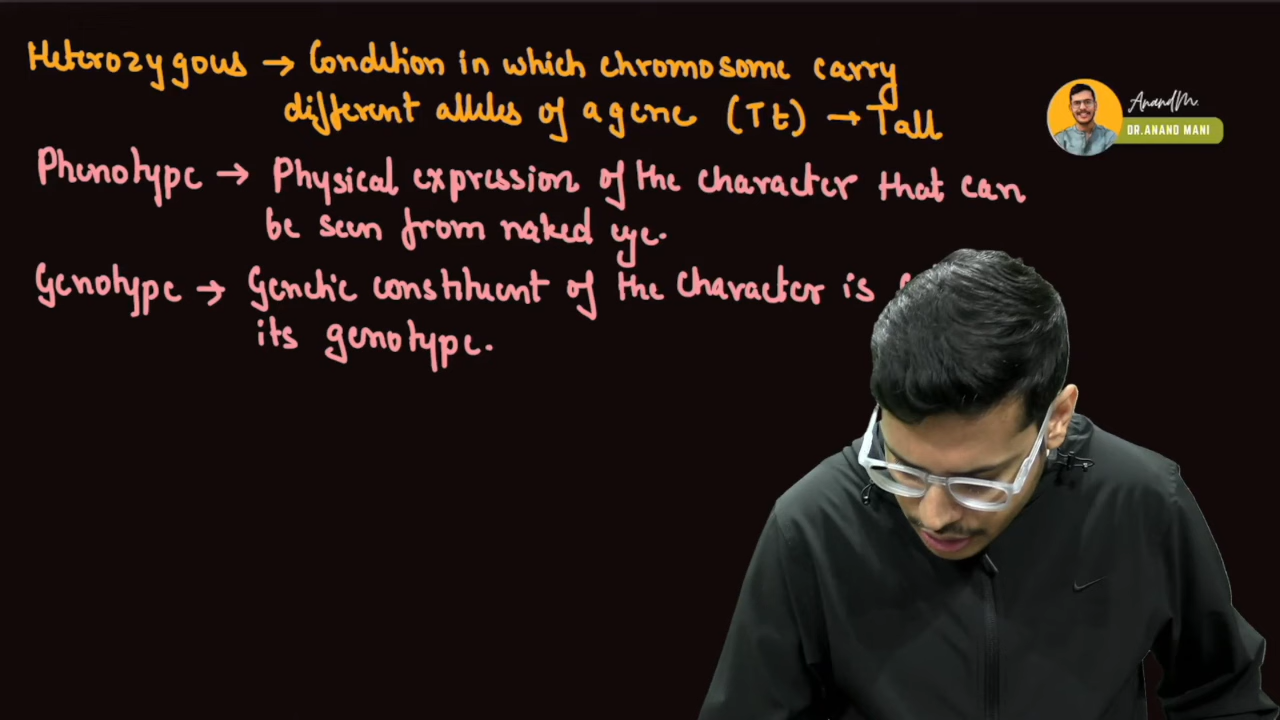 Heterozygous → Condition in which chromosome carry
different alleles of a gene (Tt) → Tall
Phenotype → Physical expression of the character that can
be seen from naked eye.
Genotype → Genetic constituent of the character is
its genotype.
AnandM.
DR.ANAND MANI